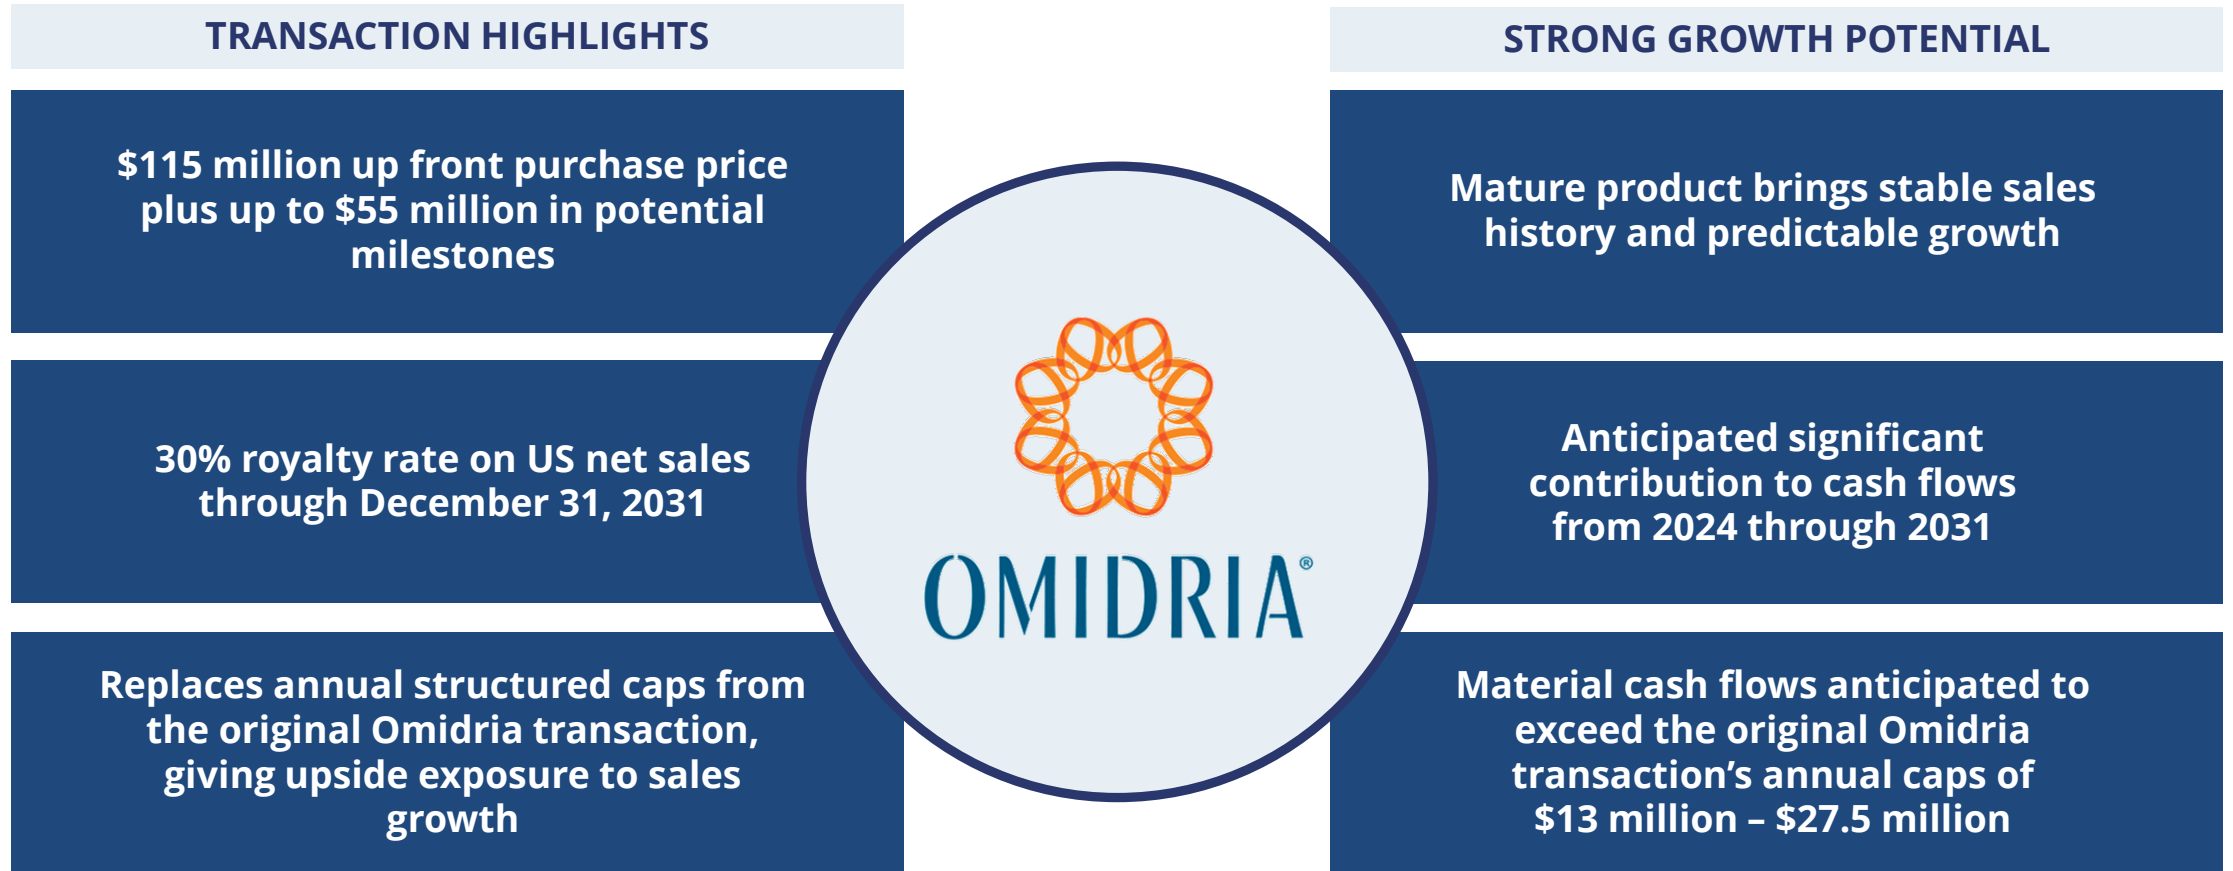 TRANSACTION HIGHLIGHTS
$115 million up front purchase price
plus up to $55 million in potential
milestones
30% royalty rate on US net sales
through December 31, 2031
Replaces annual structured caps from
the original Omidria transaction,
giving upside exposure to sales
growth
OMIDRIA®
STRONG GROWTH POTENTIAL
Mature product brings stable sales
history and predictable growth
Anticipated significant
contribution to cash flows
from 2024 through 2031
Material cash flows anticipated to
exceed the original Omidria
transaction’s annual caps of
$13 million – $27.5 million